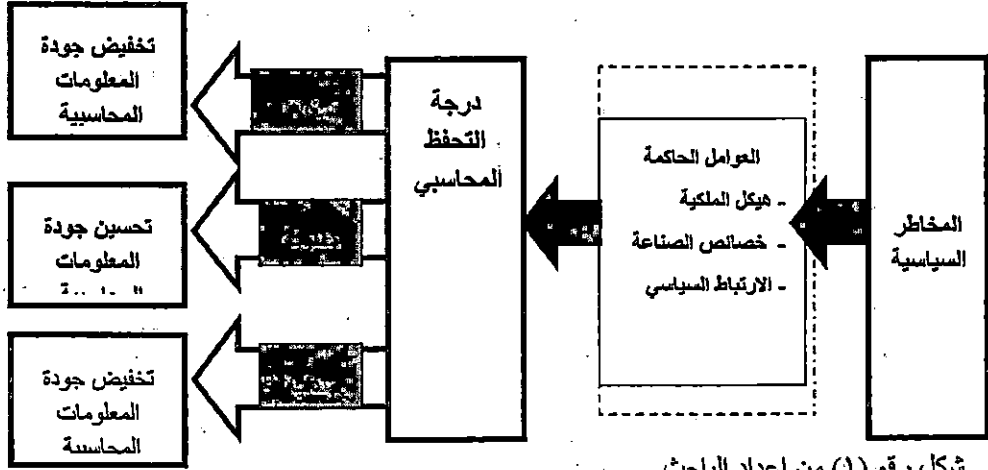 المخاطر
السياسية
العوامل الحاكمة
- هيكل الملكية
- خصائص الصناعة
- الارتباط السياسي
درجة
التحفظ
المحاسبي
تخفيض جودة
المعلومات
المحاسبية
تحسين جودة
المعلومات
تخفيض جودة
المعلومات
المحاسبية
شكل رقم (1) من إعداد الباحث